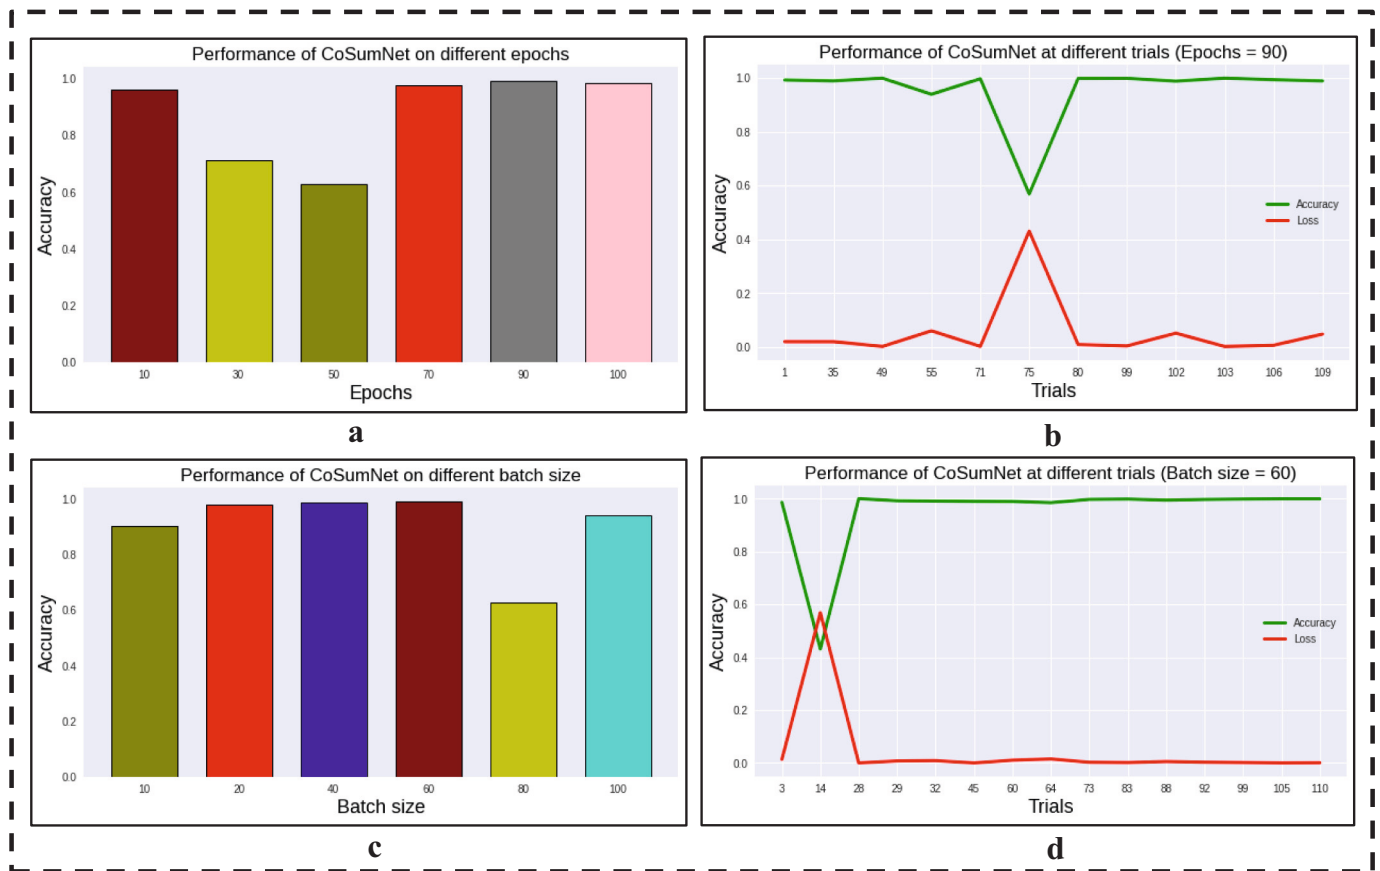 Performance of CoSumNet on different epochs
Accuracy
1.0
0.8
0.6
0.4
0.2
0.0
10 30 50 70 90 100
Epochs
a
Performance of CoSumNet at different trials (Epochs = 90)
Accuracy
1.0
0.8
0.6
0.4
0.2
0.0
Accuracy
Loss
1 35 49 55 71 75 80 99 102 103 106 109
Trials
b
Performance of CoSumNet on different batch size
Accuracy
1.0
0.8
0.6
0.4
0.2
0.0
10 20 40 60 80 100
Batch size
c
Performance of CoSumNet at different trials (Batch size = 60)
Accuracy
1.0
0.8
0.6
0.4
0.2
0.0
Accuracy
Loss
3 14 28 29 32 45 60 64 73 83 88 92 99 105 110
Trials
d